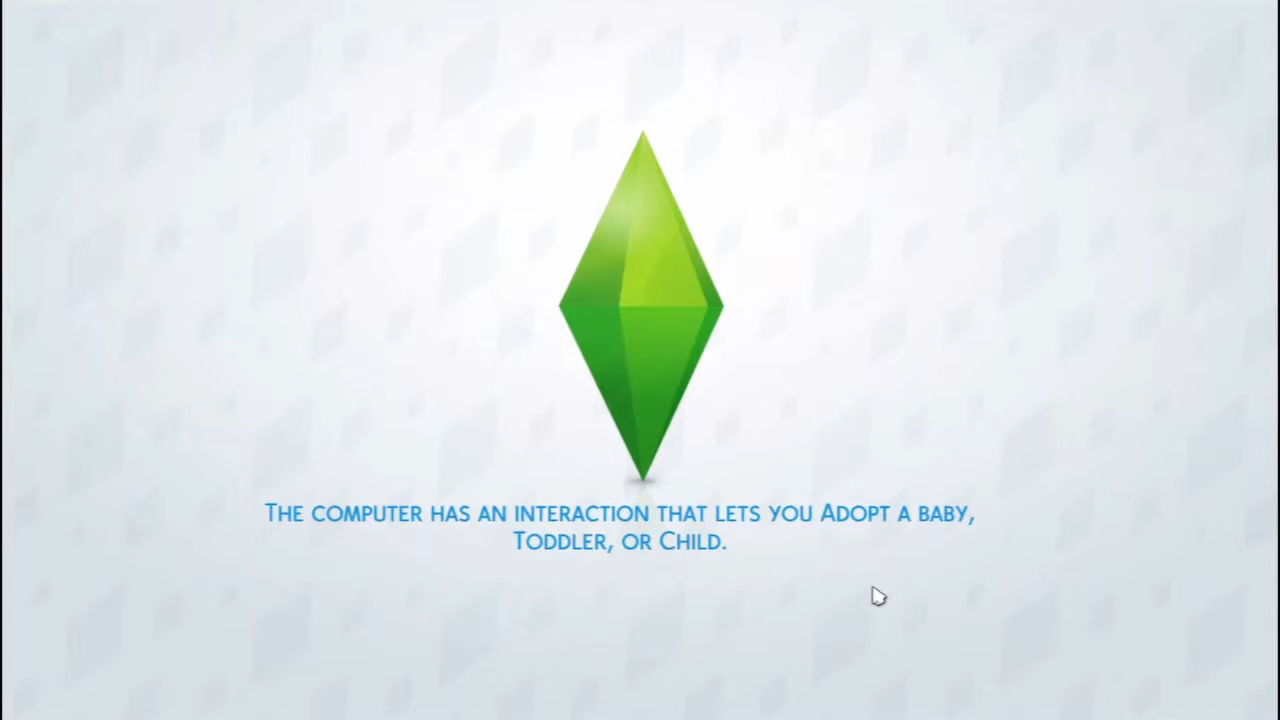 The computer has an interaction that lets you Adopt a baby,
Toddler, or Child.